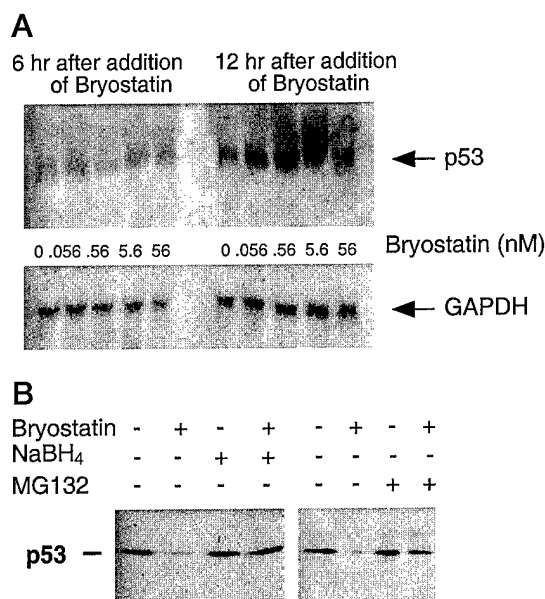 A
6 hr after addition of Bryostatin
12 hr after addition of Bryostatin
p53
0 .056 .56 5.6 56 0 .056 .56 5.6 56 Bryostatin (nM)
GAPDH
B
Bryostatin - + - + - + - +
NaBH4 - - + + - - - -
MG132 - - - - - - + +
p53